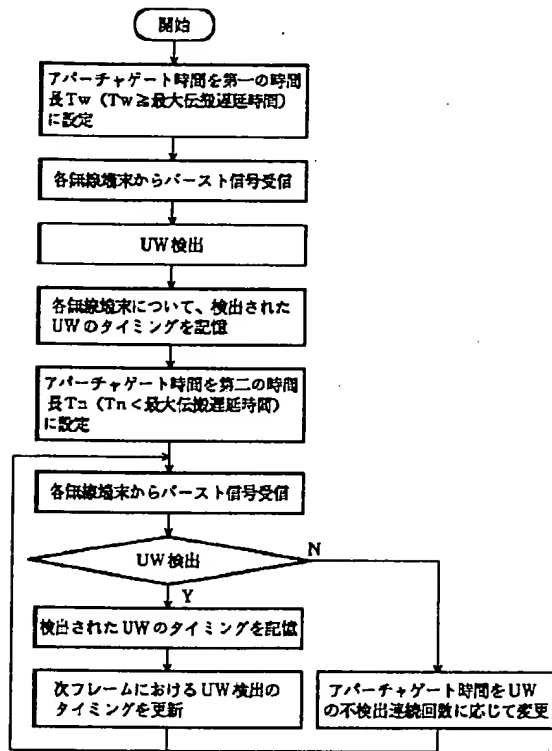 開始
アパーチャゲート時間を第一の時間
長Tw(Tw≧最大伝搬遅延時間)
に設定
各無線端末からバースト信号受信
UW検出
各無線端末について、検出された
UWのタイミングを記憶
アパーチャゲート時間を第二の時間
長Tn(Tn<最大伝搬遅延時間)
に設定
各無線端末からバースト信号受信
UW検出
N
Y
検出されたUWのタイミングを記憶
次フレームにおけるUW検出の
タイミングを更新
アパーチャゲート時間をUW
の不検出連続回数に応じて変更